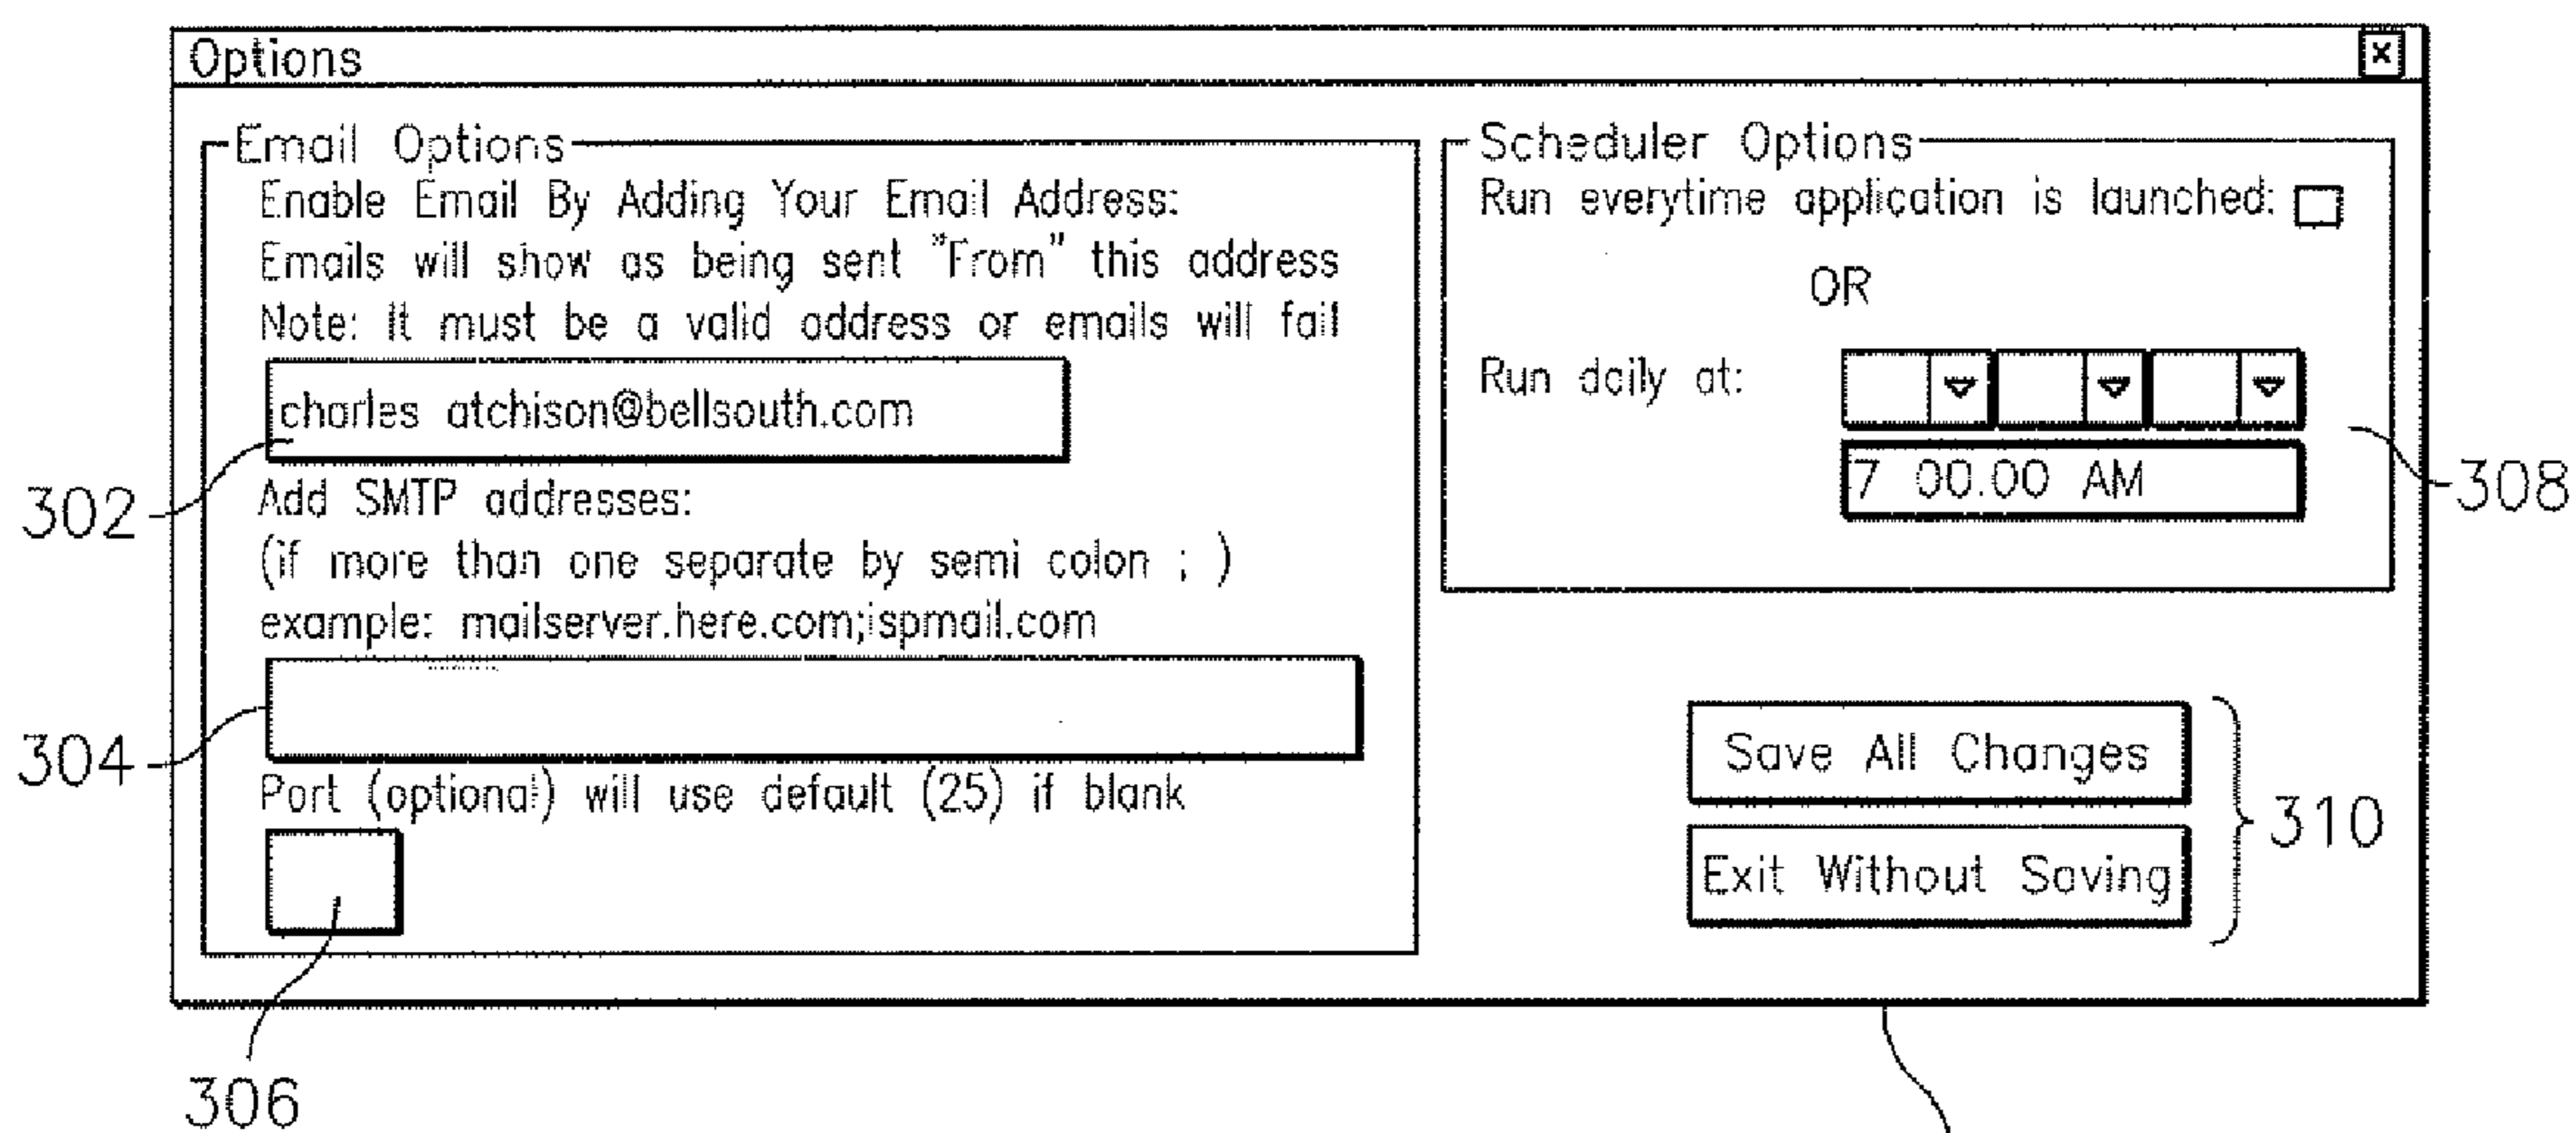 Options
x
Email Options
Enable Email By Adding Your Email Address:
Emails will show as being sent "From" this address
Note: It must be a valid address or emails will fail
charles atchison@bellsouth.com
302
Add SMTP addresses:
(if more than one separate by semi colon ; )
example: mailserver.here.com;ispmail.com
304
Port (optional) will use default (25) if blank
306
Scheduler Options
Run everytime application is launched:
OR
Run daily at:
7 00.00 AM
308
Save All Changes
Exit Without Saving
310